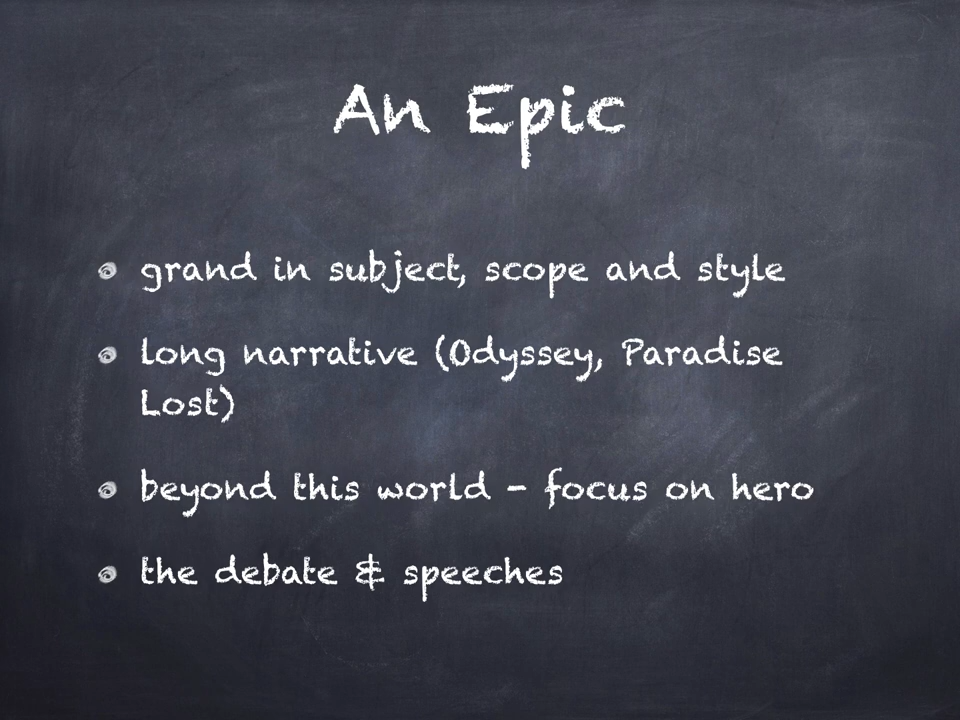 An Epic
grand in subject, scope and style
long narrative (Odyssey, Paradise
Lost)
beyond this world - focus on hero
the debate & speeches